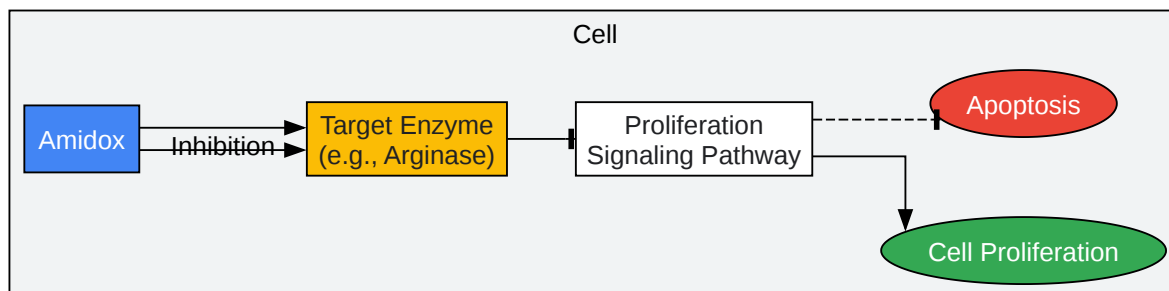 Cell
Amidox
Inhibition
Target Enzyme
(e.g., Arginase)
Proliferation
Signaling Pathway
Apoptosis
Cell Proliferation